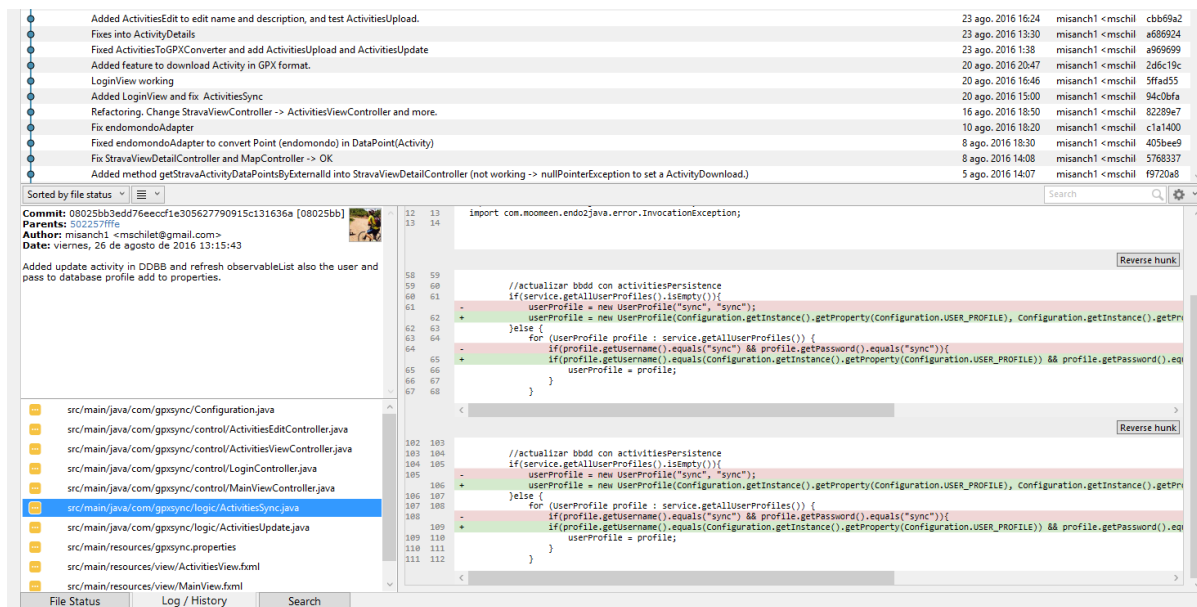 Added ActivitiesEdit to edit name and description, and test ActivitiesUpload. 23 ago. 2016 16:24 misanch1 <mschil cbb69a2
Fixes into ActivityDetails 23 ago. 2016 13:30 misanch1 <mschil a686924
Fixed ActivitiesToGPXConverter and add ActivitiesUpload and ActivitiesUpdate 23 ago. 2016 1:38 misanch1 <mschil a969699
Added feature to download Activity in GPX format. 20 ago. 2016 20:47 misanch1 <mschil 2d6c19c
LoginView working 20 ago. 2016 16:46 misanch1 <mschil 5ffad55
Added LoginView and fix ActivitiesSync 20 ago. 2016 15:00 misanch1 <mschil 94c0bfa
Refactoring. Change StravaViewController -> ActivitiesViewController and more. 16 ago. 2016 18:50 misanch1 <mschil 82289e7
Fix endomondoAdapter 10 ago. 2016 18:20 misanch1 <mschil c1a1400
Fixed endomondoAdapter to convert Point (endomondo) in DataPoint(Activity) 8 ago. 2016 18:30 misanch1 <mschil 405bee9
Fix StravaViewDetailController and MapController -> OK 8 ago. 2016 14:08 misanch1 <mschil 5768337
Added method getStravaActivityDataPointsByExternalId into StravaViewDetailController (not working -> nullPointerException to set a ActivityDownload.) 5 ago. 2016 14:07 misanch1 <mschil f9720a8
Sorted by file status
Search
Commit: 08025bb3edd76eeccf1e305627790915c131636a [08025bb]
Parents: 502257fffe
Author: misanch1 <mschilet@gmail.com>
Date: viernes, 26 de agosto de 2016 13:15:43
Added update activity in DDBB and refresh observableList also the user and
pass to database profile add to properties.
src/main/java/com/gpxsync/Configuration.java
src/main/java/com/gpxsync/control/ActivitiesEditController.java
src/main/java/com/gpxsync/control/ActivitiesViewController.java
src/main/java/com/gpxsync/control/LoginController.java
src/main/java/com/gpxsync/control/MainViewController.java
src/main/java/com/gpxsync/logic/ActivitiesSync.java
src/main/java/com/gpxsync/logic/ActivitiesUpdate.java
src/main/resources/gpxsync.properties
src/main/resources/view/ActivitiesView.fxml
src/main/resources/view/MainView.fxml
12 13 import com.moomeen.endo2java.error.InvocationException;
13 14
Reverse hunk
58 59
59 60 //actualizar bbdd con activitiesPersistence
60 61 if(service.getAllUserProfiles().isEmpty()){
61 - userProfile = new UserProfile("sync", "sync");
62 + userProfile = new UserProfile(Configuration.getInstance().getProperty(Configuration.USER_PROFILE), Configuration.getInstance().getPro
62 63 }else {
63 64 for (UserProfile profile : service.getAllUserProfiles()) {
64 - if(profile.getUsername().equals("sync") && profile.getPassword().equals("sync")){
65 + if(profile.getUsername().equals(Configuration.getInstance().getProperty(Configuration.USER_PROFILE)) && profile.getPassword().equ
65 66 userProfile = profile;
66 67 }
67 68 }
Reverse hunk
102 103
103 104 //actualizar bbdd con activitiesPersistence
104 105 if(service.getAllUserProfiles().isEmpty()){
105 - userProfile = new UserProfile("sync", "sync");
106 + userProfile = new UserProfile(Configuration.getInstance().getProperty(Configuration.USER_PROFILE), Configuration.getInstance().getPro
106 107 }else {
107 108 for (UserProfile profile : service.getAllUserProfiles()) {
108 - if(profile.getUsername().equals("sync") && profile.getPassword().equals("sync")){
109 + if(profile.getUsername().equals(Configuration.getInstance().getProperty(Configuration.USER_PROFILE)) && profile.getPassword().equ
109 110 userProfile = profile;
110 111 }
111 112 }
File Status Log / History Search